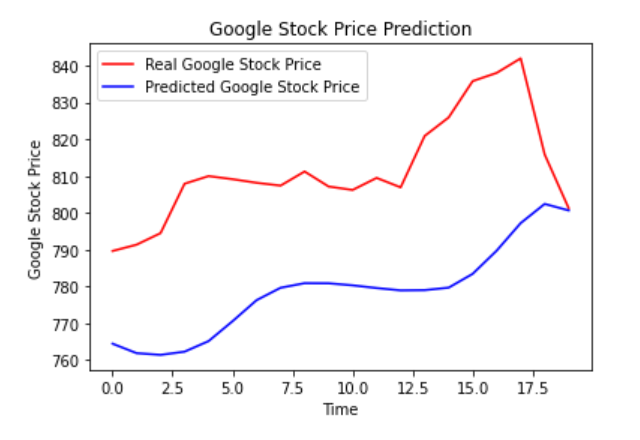 Google Stock Price Prediction
Real Google Stock Price
Predicted Google Stock Price
Google Stock Price
840
830
820
810
800
790
780
770
760
0.0 2.5 5.0 7.5 10.0 12.5 15.0 17.5
Time